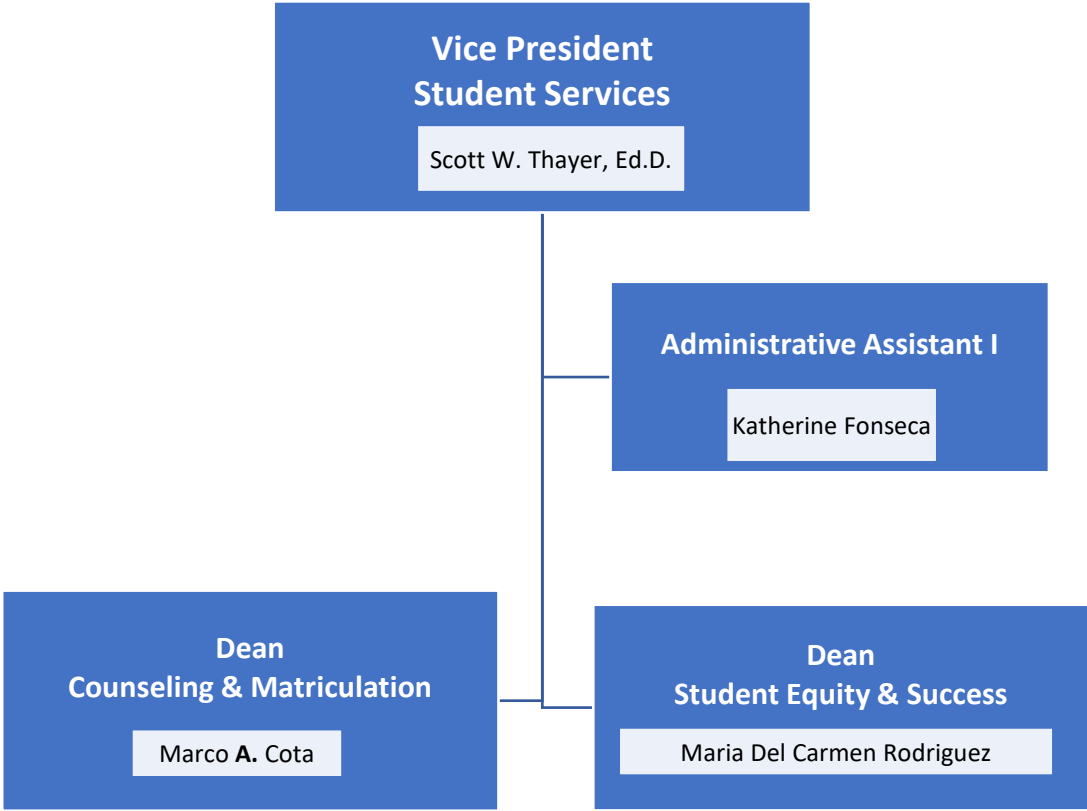 Vice President
Student Services
Scott W. Thayer, Ed.D.
Administrative Assistant I
Katherine Fonseca
Dean
Counseling & Matriculation
Marco A. Cota
Dean
Student Equity & Success
Maria Del Carmen Rodriguez